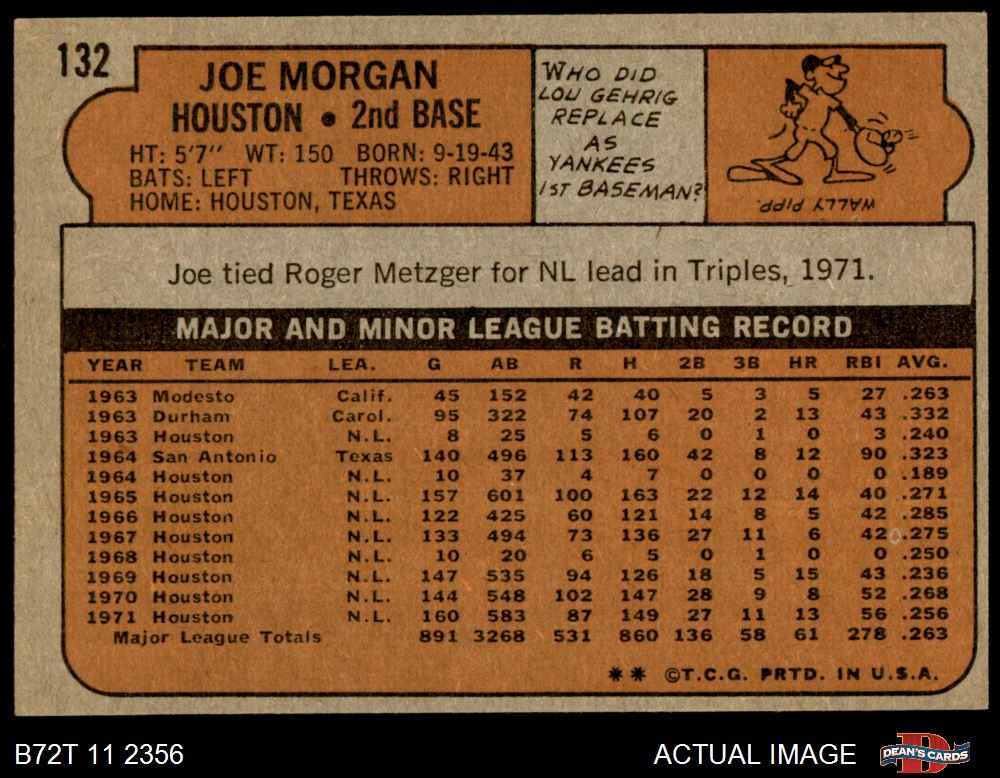 132
JOE MORGAN
HOUSTON • 2nd BASE
HT: 5'7" WT: 150 BORN: 9-19-43
BATS: LEFT THROWS: RIGHT
HOME: HOUSTON, TEXAS
WHO DID
LOU GEHRIG
REPLACE
AS
YANKEES
1ST BASEMAN?
WALLY PIPP.
Joe tied Roger Metzger for NL lead in Triples, 1971.
MAJOR AND MINOR LEAGUE BATTING RECORD
YEAR TEAM LEA. G AB R H 2B 3B HR RBI AVG.
1963 Modesto Calif. 45 152 42 40 5 3 5 27 .263
1963 Durham Carol. 95 322 74 107 20 2 13 43 .332
1963 Houston N.L. 8 25 5 6 0 1 0 3 .240
1964 San Antonio Texas 140 496 113 160 42 8 12 90 .323
1964 Houston N.L. 10 37 4 7 0 0 0 0 .189
1965 Houston N.L. 157 601 100 163 22 12 14 40 .271
1966 Houston N.L. 122 425 60 121 14 8 5 42 .285
1967 Houston N.L. 133 494 73 136 27 11 6 42 .275
1968 Houston N.L. 10 20 6 5 0 1 0 0 .250
1969 Houston N.L. 147 535 94 126 18 5 15 43 .236
1970 Houston N.L. 144 548 102 147 28 9 8 52 .268
1971 Houston N.L. 160 583 87 149 27 11 13 56 .256
Major League Totals 891 3268 531 860 136 58 61 278 .263
** ©T.C.G. PRTD. IN U.S.A.
B72T 11 2356
ACTUAL IMAGE
DEAN'S CARDS